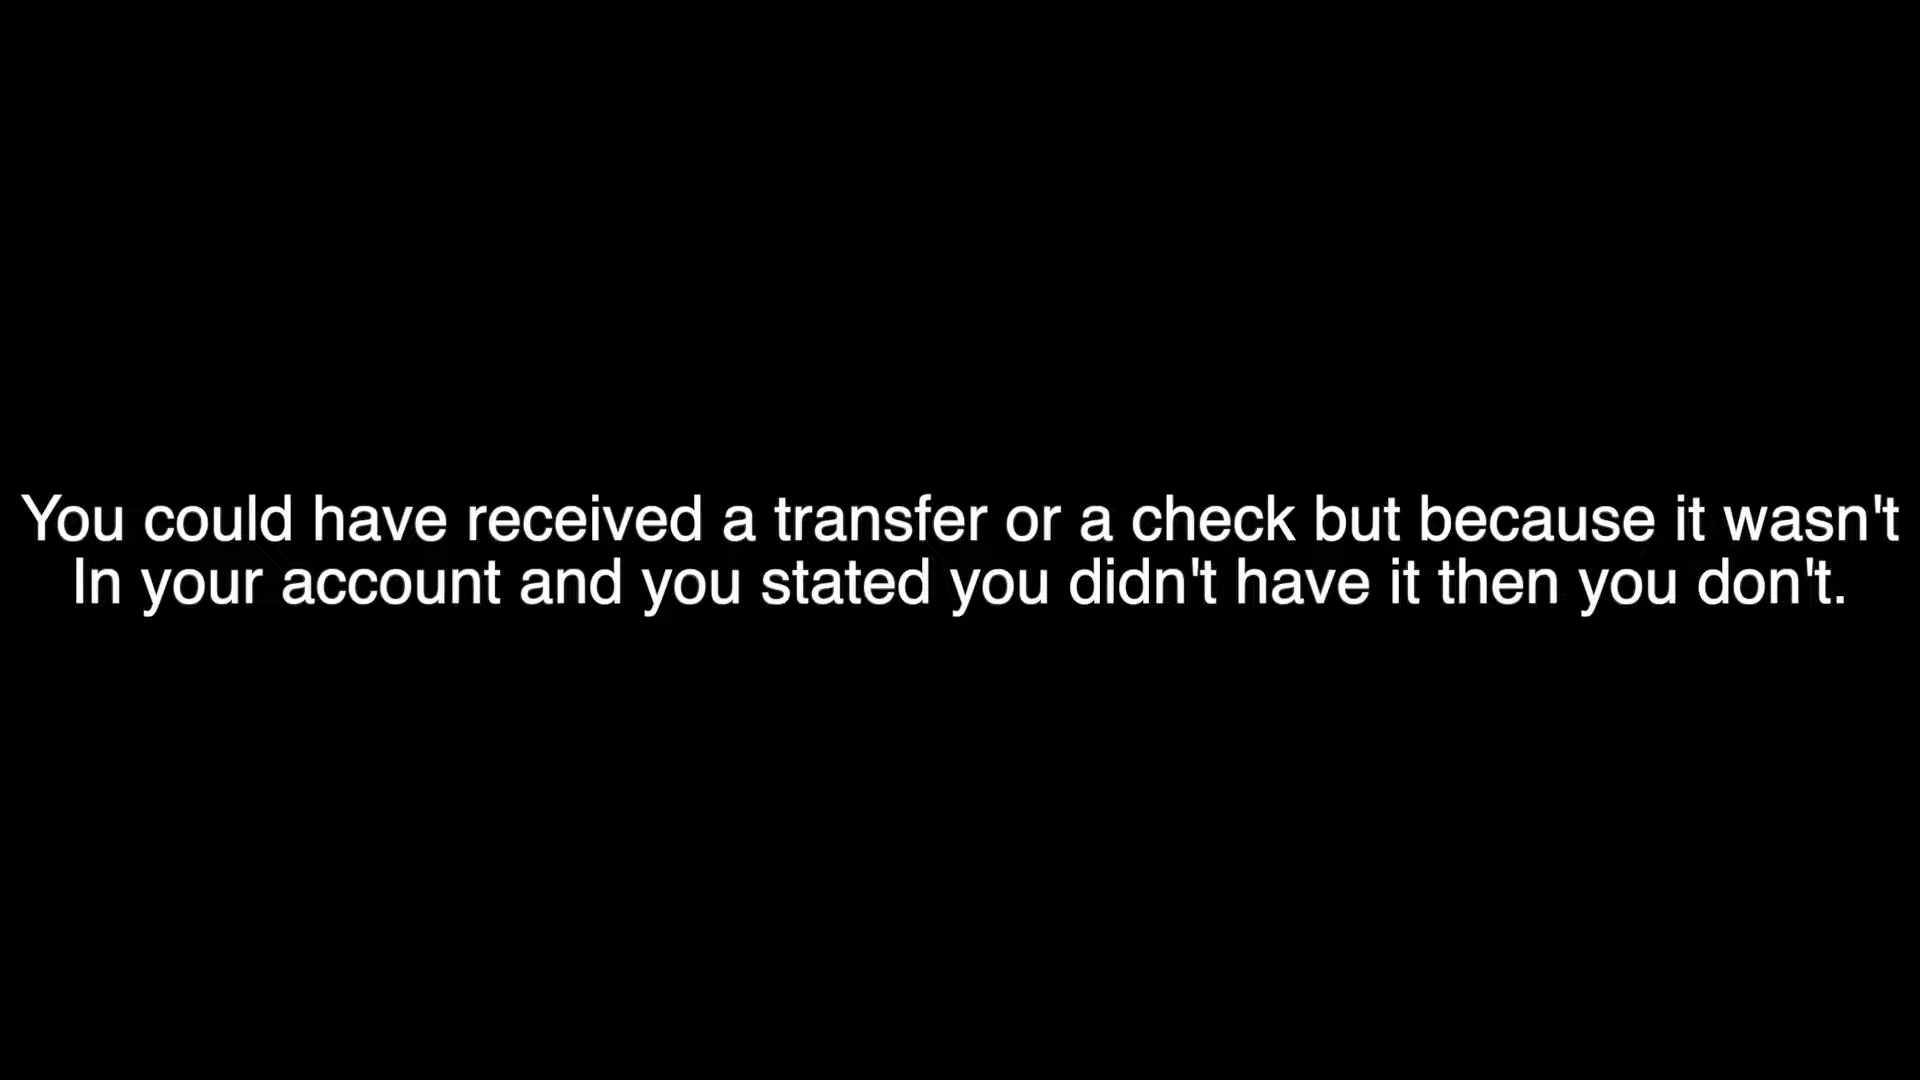 You could have received a transfer or a check but because it wasn't
In your account and you stated you didn't have it then you don't.